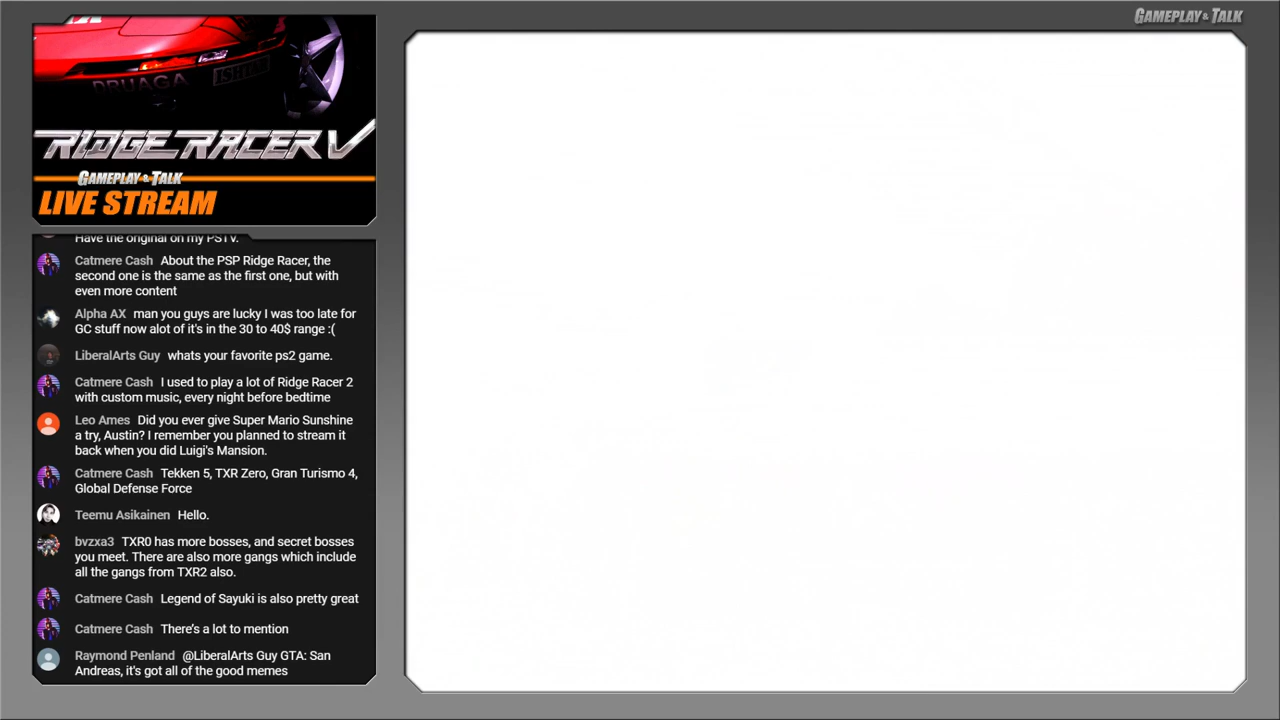 GAMEPLAY & TALK
DRUAGA
ISHTAR
RIDGE RACER V
GAMEPLAY & TALK
LIVE STREAM
Have the original on my PSTV.
Catmere Cash About the PSP Ridge Racer, the
second one is the same as the first one, but with
even more content
Alpha AX man you guys are lucky I was too late for
GC stuff now alot of it's in the 30 to 40$ range :(
LiberalArts Guy whats your favorite ps2 game.
Catmere Cash I used to play a lot of Ridge Racer 2
with custom music, every night before bedtime
Leo Ames Did you ever give Super Mario Sunshine
a try, Austin? I remember you planned to stream it
back when you did Luigi's Mansion.
Catmere Cash Tekken 5, TXR Zero, Gran Turismo 4,
Global Defense Force
Teemu Asikainen Hello.
bvzxa3 TXR0 has more bosses, and secret bosses
you meet. There are also more gangs which include
all the gangs from TXR2 also.
Catmere Cash Legend of Sayuki is also pretty great
Catmere Cash There's a lot to mention
Raymond Penland @LiberalArts Guy GTA: San
Andreas, it's got all of the good memes